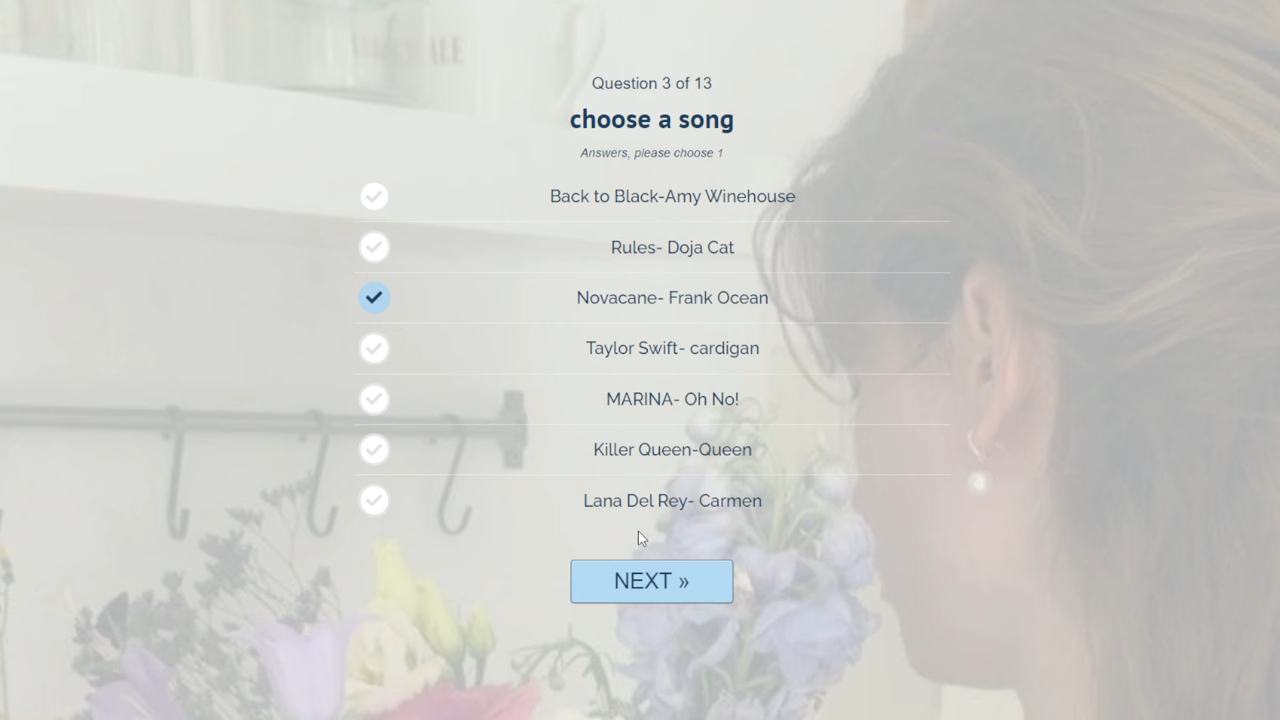 Question 3 of 13
choose a song
Answers, please choose 1
Back to Black-Amy Winehouse
Rules- Doja Cat
Novacane- Frank Ocean
Taylor Swift- cardigan
MARINA- Oh No!
Killer Queen-Queen
Lana Del Rey- Carmen
NEXT »